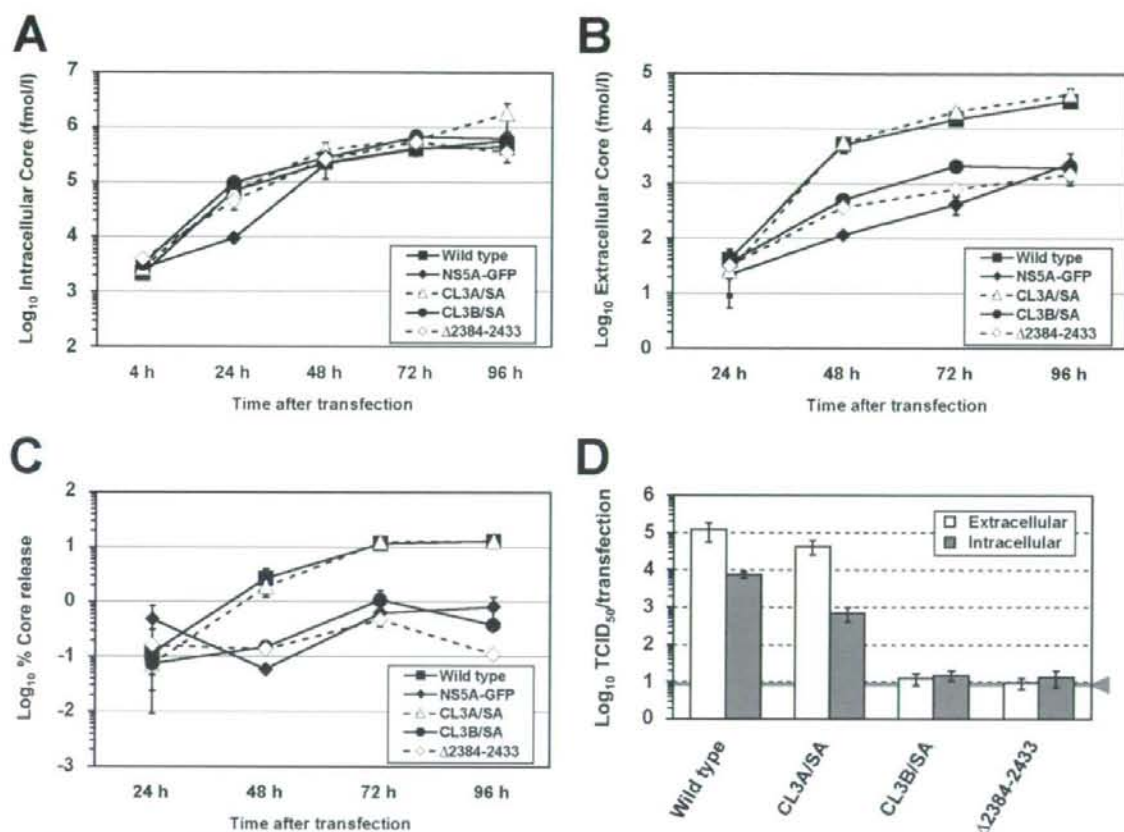 A
Log10 Intracellular Core (fmol/l)
7
6
5
4
3
2
4 h 24 h 48 h 72 h 96 h
Time after transfection
Wild type
NS5A-GFP
CL3A/SA
CL3B/SA
Δ2384-2433
B
Log10 Extracellular Core (fmol/l)
5
4
3
2
1
0
24 h 48 h 72 h 96 h
Time after transfection
Wild type
NS5A-GFP
CL3A/SA
CL3B/SA
Δ2384-2433
C
Log10 % Core release
2
1
0
-1
-2
-3
24 h 48 h 72 h 96 h
Time after transfection
Wild type
NS5A-GFP
CL3A/SA
CL3B/SA
Δ2384-2433
D
Log10 TCID50/transfection
6
5
4
3
2
1
0
Extracellular
Intracellular
Wild type
CL3A/SA
CL3B/SA
Δ2384-2433